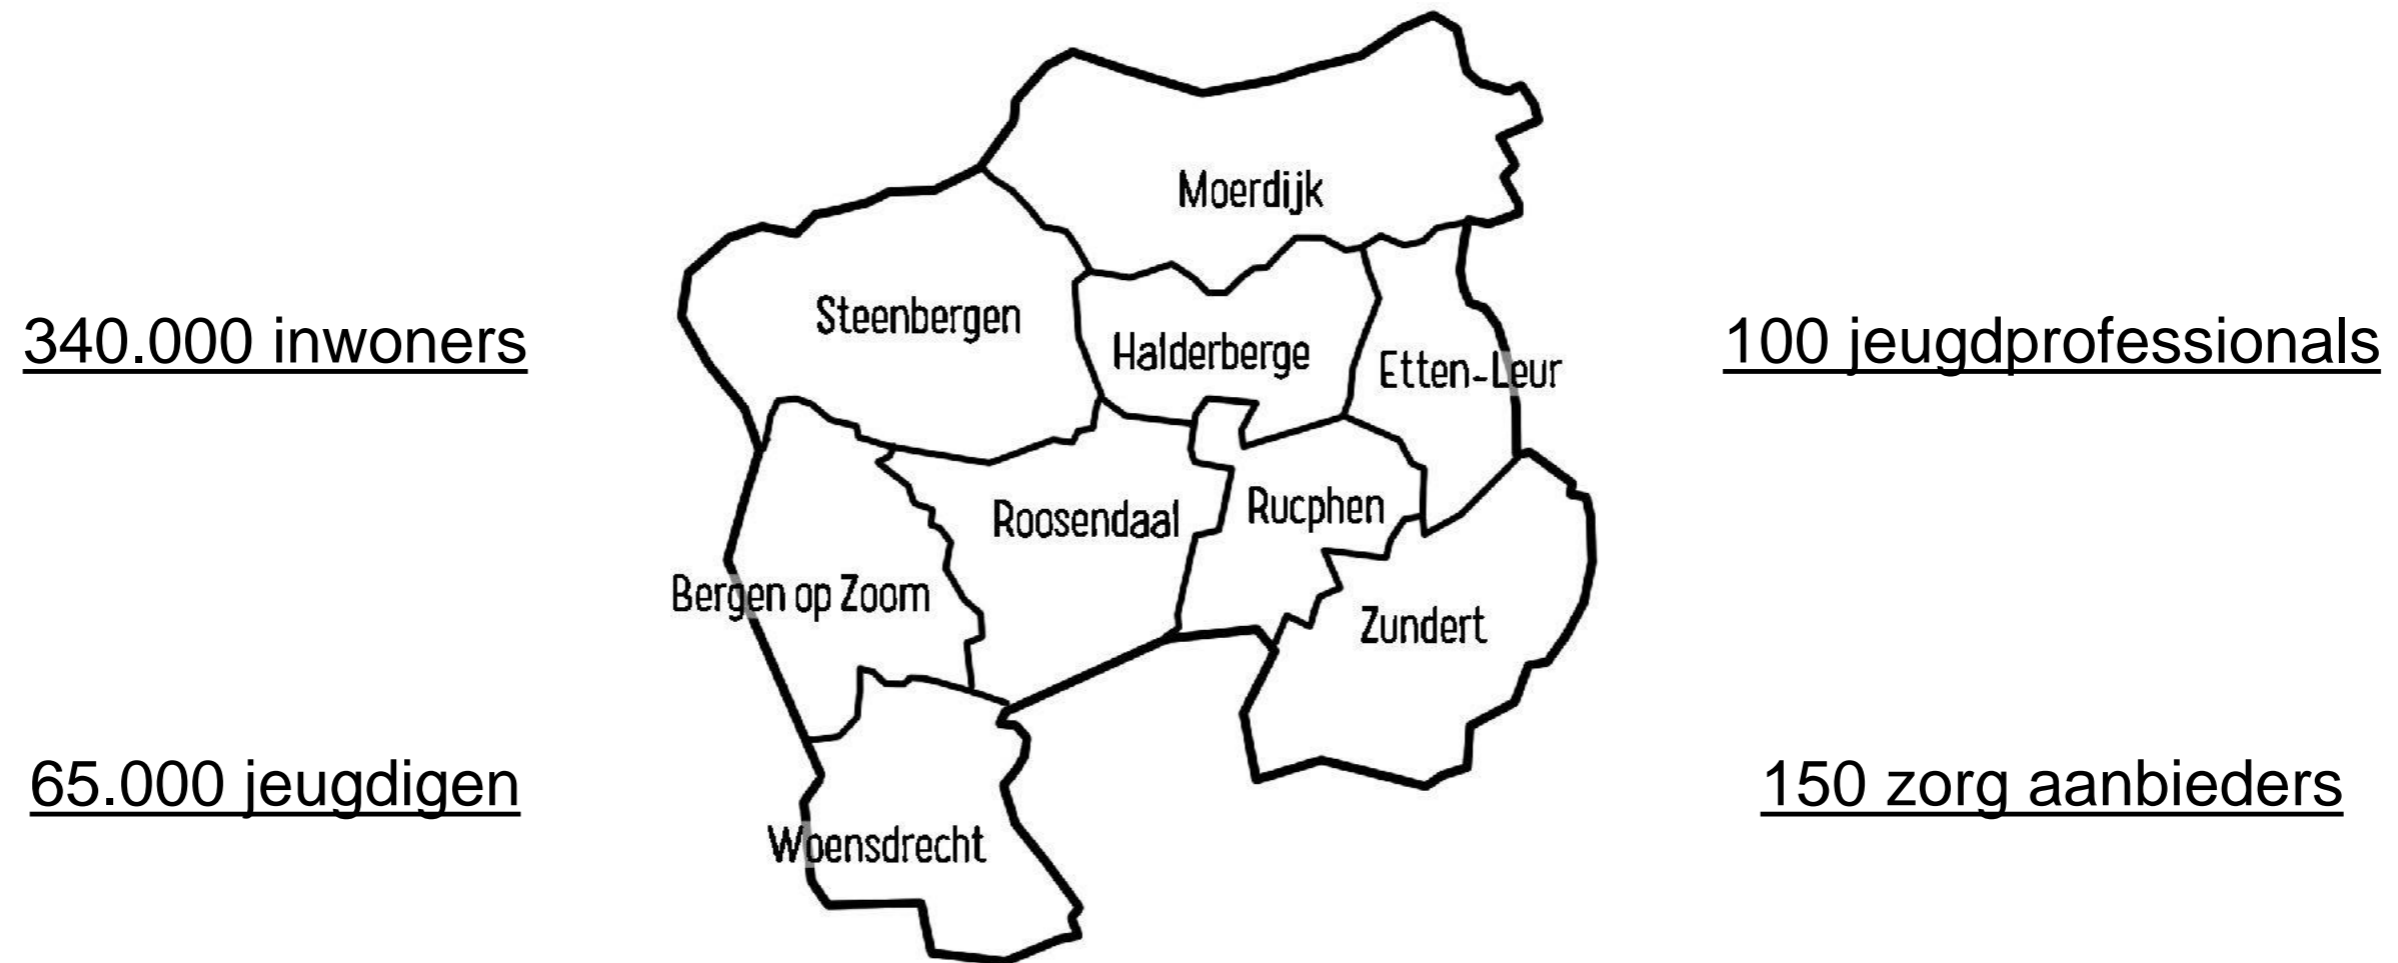 Moerdijk
Steenbergen
340.000 inwoners
Halderberge
Etten-Leur
100 jeugdprofessionals
Roosendaal
Rucphen
Bergen op Zoom
Zundert
65.000 jeugdigen
150 zorg aanbieders
Woensdrecht